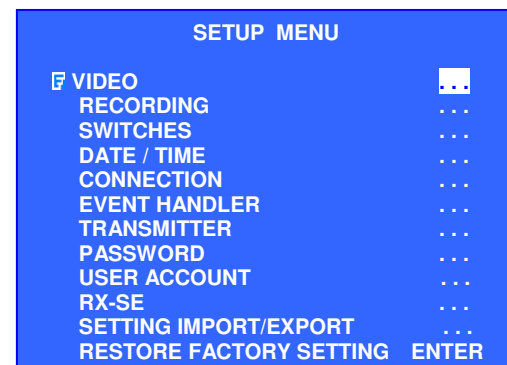 SETUP MENU
VIDEO ...
RECORDING ...
SWITCHES ...
DATE / TIME ...
CONNECTION ...
EVENT HANDLER ...
TRANSMITTER ...
PASSWORD ...
USER ACCOUNT ...
RX-SE ...
SETTING IMPORT/EXPORT ...
RESTORE FACTORY SETTING ENTER